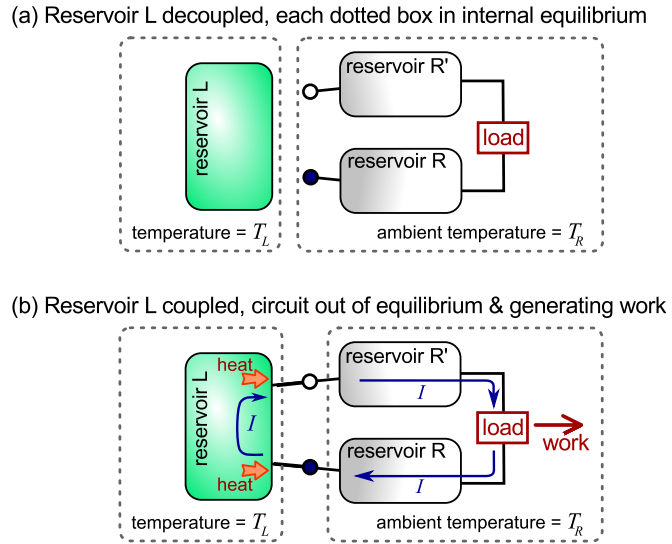 (a) Reservoir L decoupled, each dotted box in internal equilibrium
reservoir L
reservoir R'
load
reservoir R
temperature = T_L
ambient temperature = T_R
(b) Reservoir L coupled, circuit out of equilibrium & generating work
reservoir L
heat
I
heat
reservoir R'
I
load
work
reservoir R
I
temperature = T_L
ambient temperature = T_R